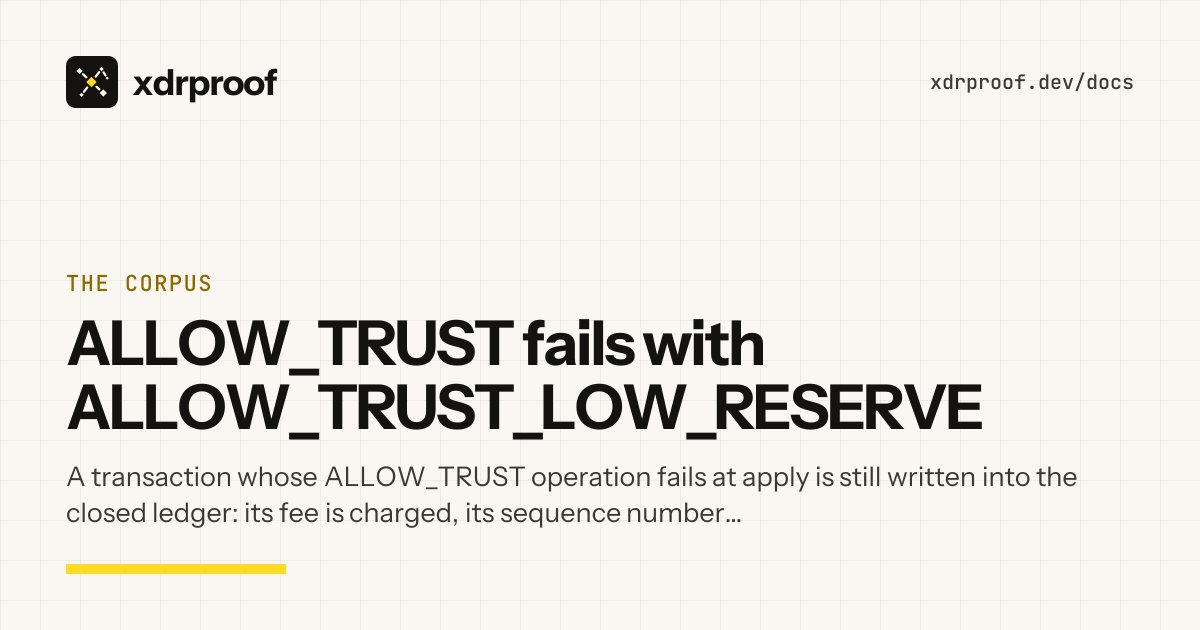 xdrproof
xdrproof.dev/docs
THE CORPUS
ALLOW_TRUST fails with
ALLOW_TRUST_LOW_RESERVE
A transaction whose ALLOW_TRUST operation fails at apply is still written into the
closed ledger: its fee is charged, its sequence number…